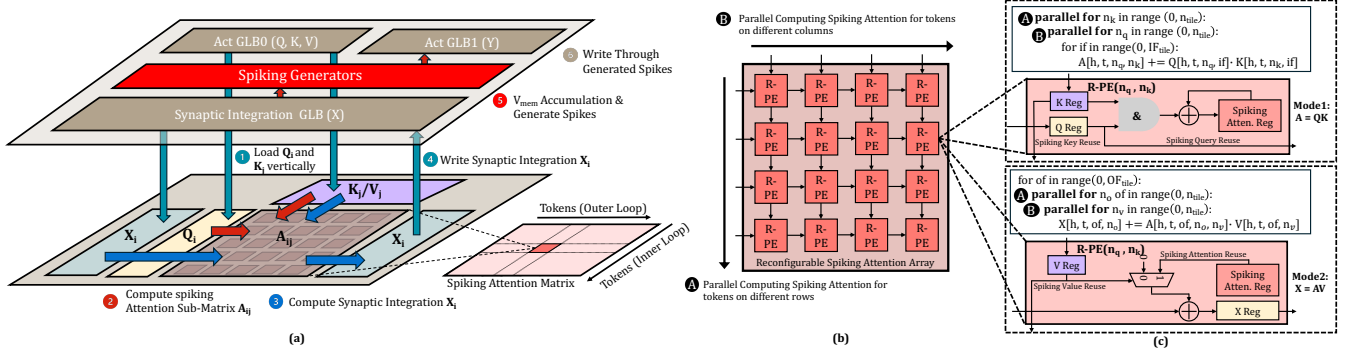 Act GLB0 (Q, K, V)
Act GLB1 (Y)
Spiking Generators
Synaptic Integration GLB (X)
6 Write Through
Generated Spikes
5 Vmem Accumulation &
Generate Spikes
1 Load Qi and
Kj vertically
4 Write Synaptic Integration Xi
Kj/Vj
Xi
Qi
Aij
Xi
Tokens (Outer Loop)
Tokens (Inner Loop)
Spiking Attention Matrix
2 Compute spiking
Attention Sub-Matrix Aij
3 Compute Synaptic Integration Xi
(a)
B Parallel Computing Spiking Attention for tokens
on different columns
R-
PE
R-
PE
R-
PE
R-
PE
R-
PE
R-
PE
R-
PE
R-
PE
R-
PE
R-
PE
R-
PE
R-
PE
R-
PE
R-
PE
R-
PE
R-
PE
Reconfigurable Spiking Attention Array
A Parallel Computing Spiking Attention for
tokens on different rows
(b)
A parallel for nk in range (0, ntile):
B parallel for nq in range (0, ntile):
for if in range(0, IFtile):
A[h, t, nq, nk] += Q[h, t, nq, if]· K[h, t, nk, if]
R-PE(nq , nk)
K Reg
Q Reg
&
Spiking
Atten. Reg
Spiking Key Reuse
Spiking Query Reuse
Mode1:
A = QK
for of in range(0, OFtile):
A parallel for no of in range(0, ntile):
B parallel for nv in range(0, ntile):
X[h, t, of, no] += A[h, t, of, no, nv]· V[h, t, of, nv]
R-PE(nq , nk)
V Reg
0
0
1
Spiking Attention Reuse
Spiking
Atten. Reg
Spiking Value Reuse
X Reg
Mode2:
X = AV
(c)